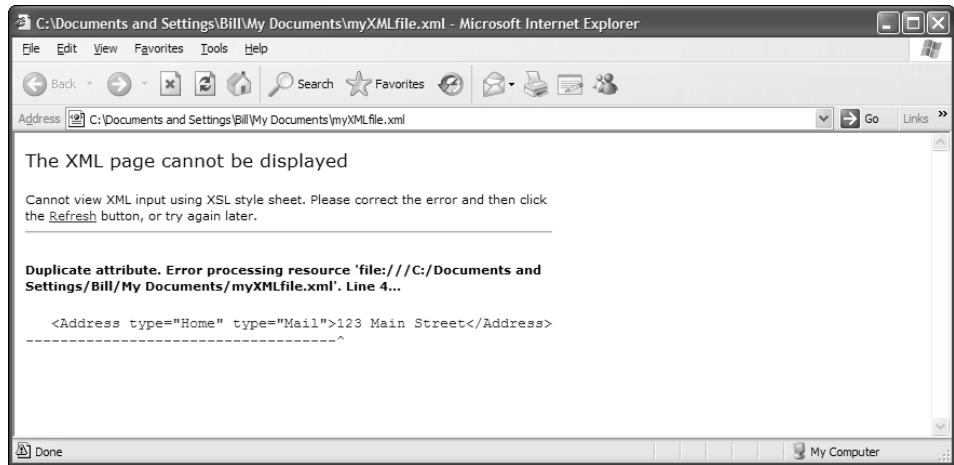 C:\Documents and Settings\Bill\My Documents\myXMLfile.xml - Microsoft Internet Explorer
File Edit View Favorites Tools Help
Back Search Favorites
Address C:\Documents and Settings\Bill\My Documents\myXMLfile.xml Go Links »
The XML page cannot be displayed
Cannot view XML input using XSL style sheet. Please correct the error and then click
the Refresh button, or try again later.
Duplicate attribute. Error processing resource 'file:///C:/Documents and
Settings/Bill/My Documents/myXMLfile.xml'. Line 4...
<Address type="Home" type="Mail">123 Main Street</Address>
------------------------------------^
Done My Computer